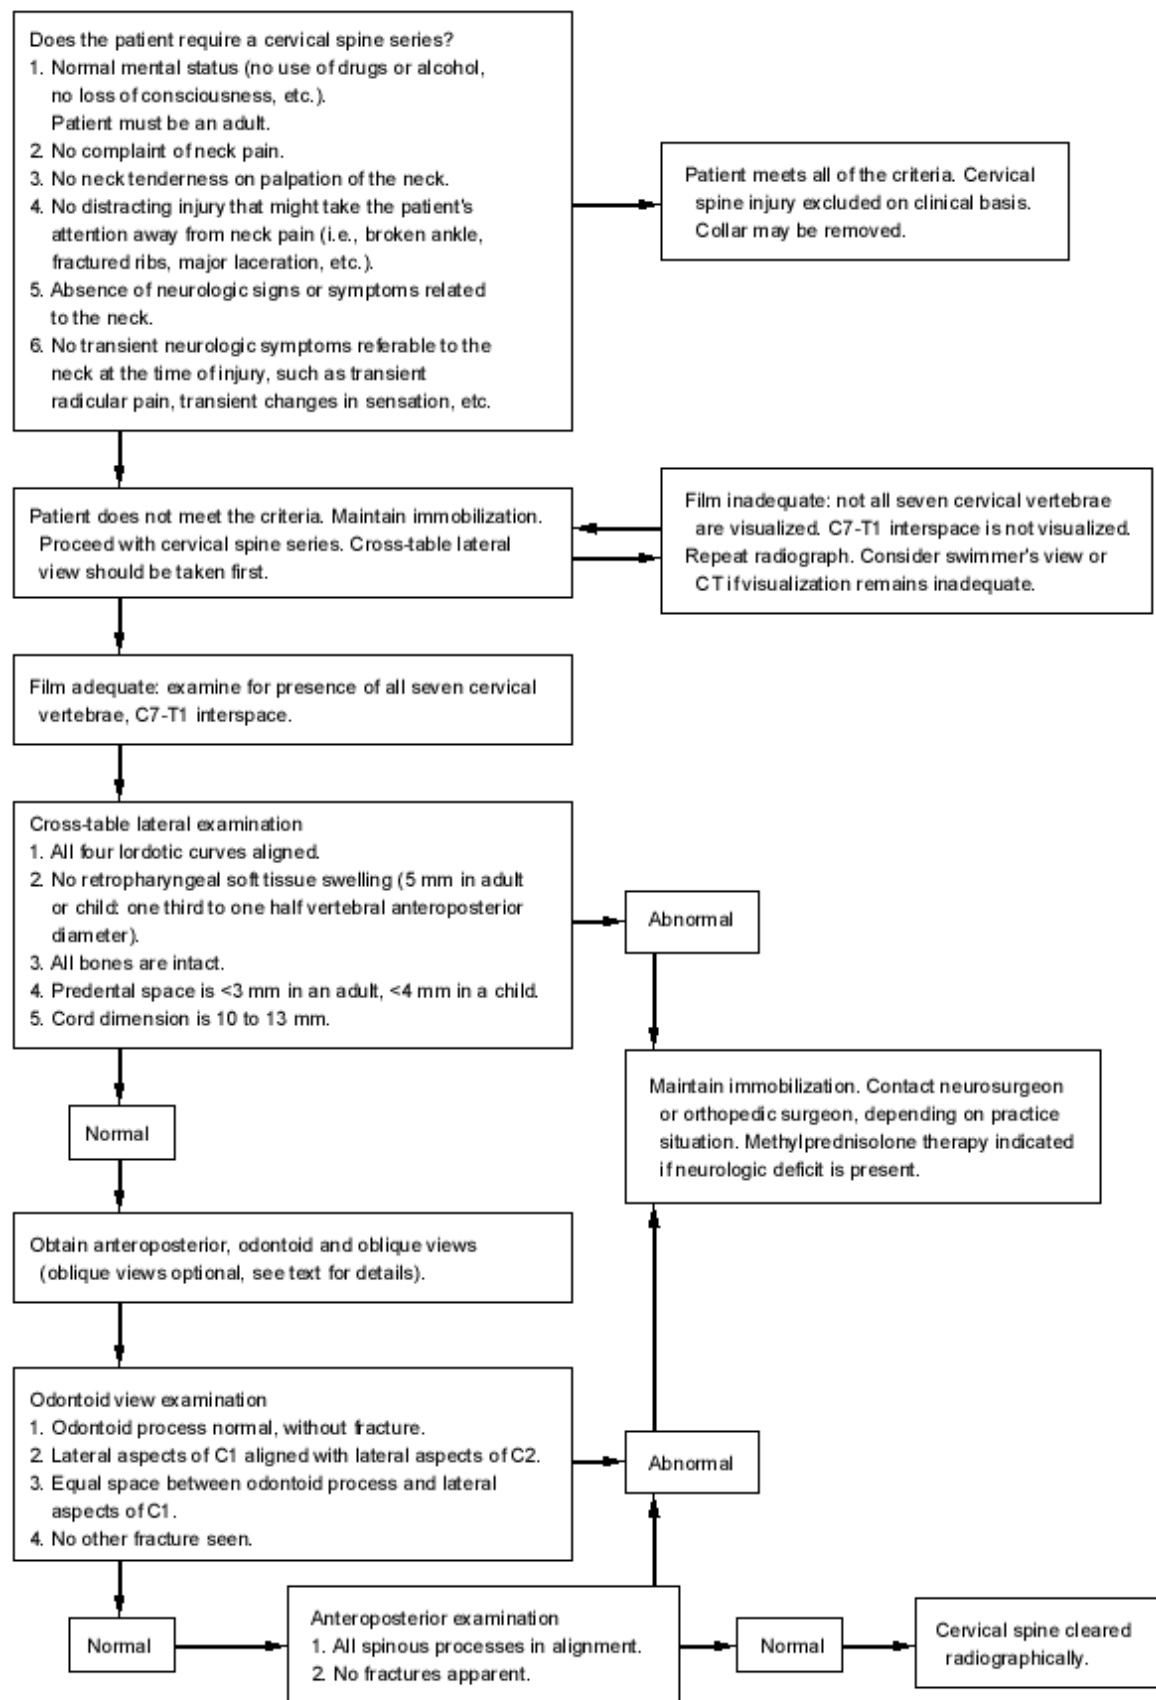 Does the patient require a cervical spine series?
1. Normal mental status (no use of drugs or alcohol,
no loss of consciousness, etc.).
Patient must be an adult.
2. No complaint of neck pain.
3. No neck tenderness on palpation of the neck.
4. No distracting injury that might take the patient's
attention away from neck pain (i.e., broken ankle,
fractured ribs, major laceration, etc.).
5. Absence of neurologic signs or symptoms related
to the neck.
6. No transient neurologic symptoms referable to the
neck at the time of injury, such as transient
radicular pain, transient changes in sensation, etc.
Patient meets all of the criteria. Cervical
spine injury excluded on clinical basis.
Collar may be removed.
Patient does not meet the criteria. Maintain immobilization.
Proceed with cervical spine series. Cross-table lateral
view should be taken first.
Film inadequate: not all seven cervical vertebrae
are visualized. C7-T1 interspace is not visualized.
Repeat radiograph. Consider swimmer's view or
CT if visualization remains inadequate.
Film adequate: examine for presence of all seven cervical
vertebrae, C7-T1 interspace.
Cross-table lateral examination
1. All four lordotic curves aligned.
2. No retropharyngeal soft tissue swelling (5 mm in adult
or child: one third to one half vertebral anteroposterior
diameter).
3. All bones are intact.
4. Predental space is <3 mm in an adult, <4 mm in a child.
5. Cord dimension is 10 to 13 mm.
Abnormal
Maintain immobilization. Contact neurosurgeon
or orthopedic surgeon, depending on practice
situation. Methylprednisolone therapy indicated
if neurologic deficit is present.
Normal
Obtain anteroposterior, odontoid and oblique views
(oblique views optional, see text for details).
Odontoid view examination
1. Odontoid process normal, without fracture.
2. Lateral aspects of C1 aligned with lateral aspects of C2.
3. Equal space between odontoid process and lateral
aspects of C1.
4. No other fracture seen.
Abnormal
Normal
Anteroposterior examination
1. All spinous processes in alignment.
2. No fractures apparent.
Normal
Cervical spine cleared
radiographically.